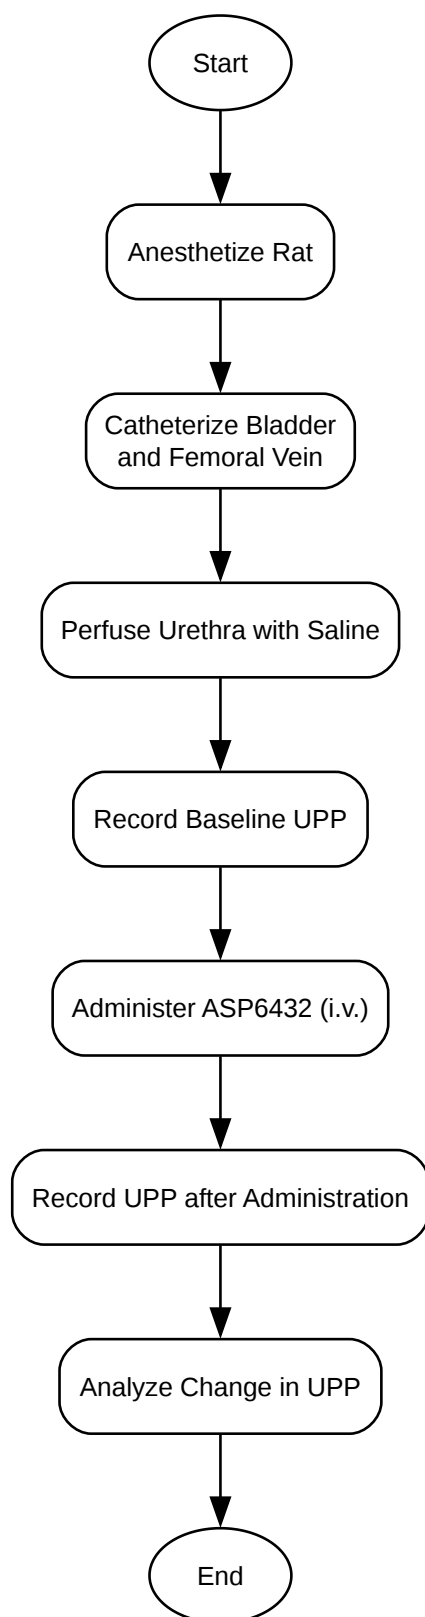 Start
Anesthetize Rat
Catheterize Bladder
and Femoral Vein
Perfuse Urethra with Saline
Record Baseline UPP
Administer ASP6432 (i.v.)
Record UPP after Administration
Analyze Change in UPP
End